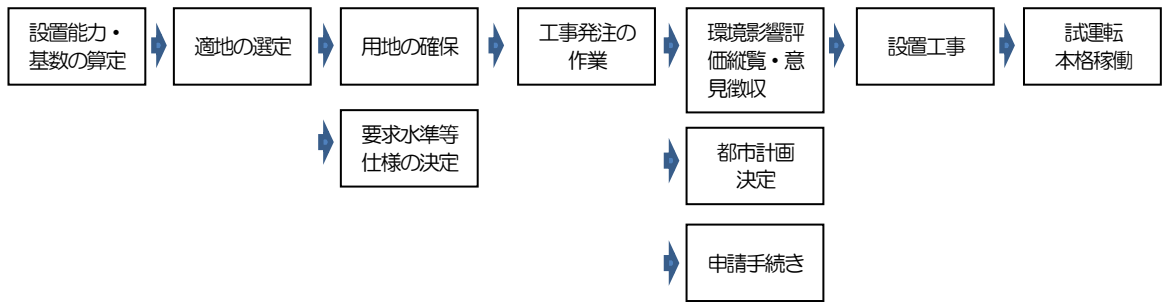 設置能力・
基数の算定
適地の選定
用地の確保
工事発注の
作業
環境影響評
価縦覧・意
見徴収
設置工事
試運転
本格稼働
要求水準等
仕様の決定
都市計画
決定
申請手続き